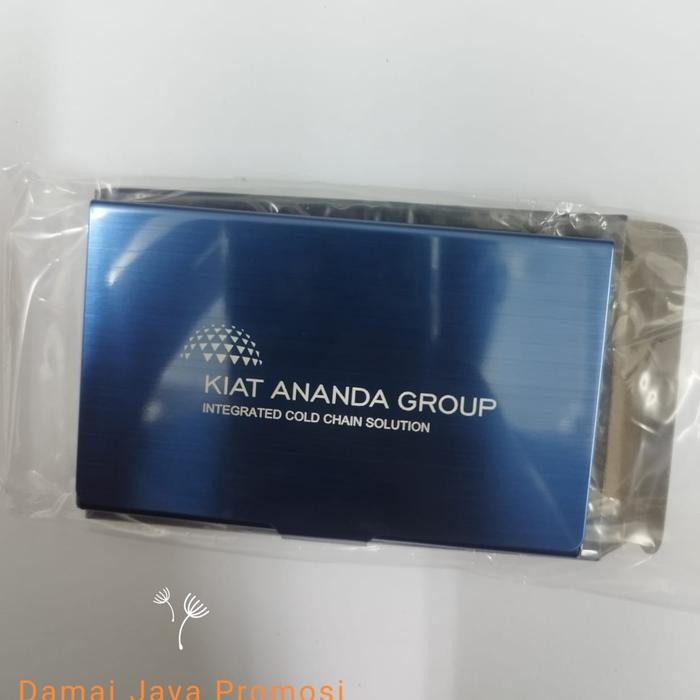 KIAT ANANDA GROUP
INTEGRATED COLD CHAIN SOLUTION
Damai Jaya Promosi